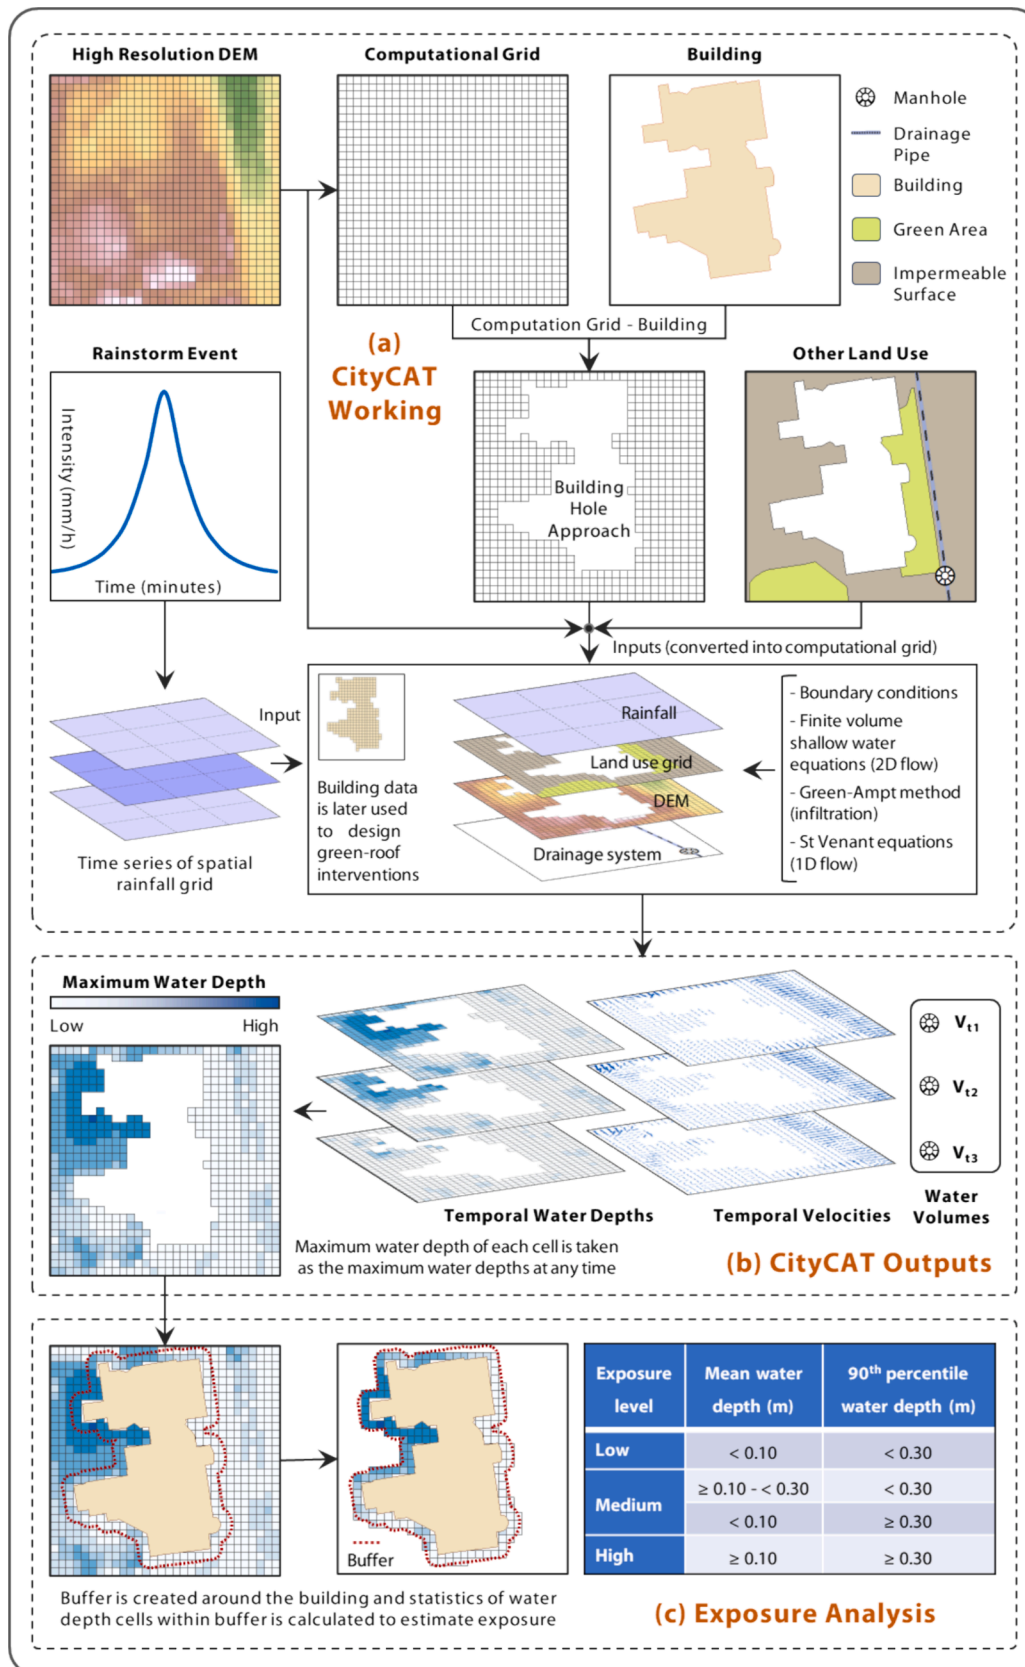 High Resolution DEM
Computational Grid
Building
Manhole
Drainage
Pipe
Building
Green Area
Impermeable
Surface
Computation Grid - Building
(a)
CityCAT
Working
Rainstorm Event
Other Land Use
Intensity (mm/h)
Time (minutes)
Building
Hole
Approach
Inputs (converted into computational grid)
Input
Time series of spatial
rainfall grid
Building data
is later used
to design
green-roof
interventions
Rainfall
Land use grid
DEM
Drainage system
- Boundary conditions
- Finite volume
shallow water
equations (2D flow)
- Green-Ampt method
(infiltration)
- St Venant equations
(1D flow)
Maximum Water Depth
Low High
Vt1
Vt2
Vt3
Temporal Water Depths
Temporal Velocities
Water
Volumes
Maximum water depth of each cell is taken
as the maximum water depths at any time
(b) CityCAT Outputs
Buffer
Exposure level | Mean water depth (m) | 90th percentile water depth (m)
Low < 0.10 < 0.30
Medium ≥ 0.10 - < 0.30 < 0.30
< 0.10 ≥ 0.30
High ≥ 0.10 ≥ 0.30
Buffer is created around the building and statistics of water
depth cells within buffer is calculated to estimate exposure
(c) Exposure Analysis